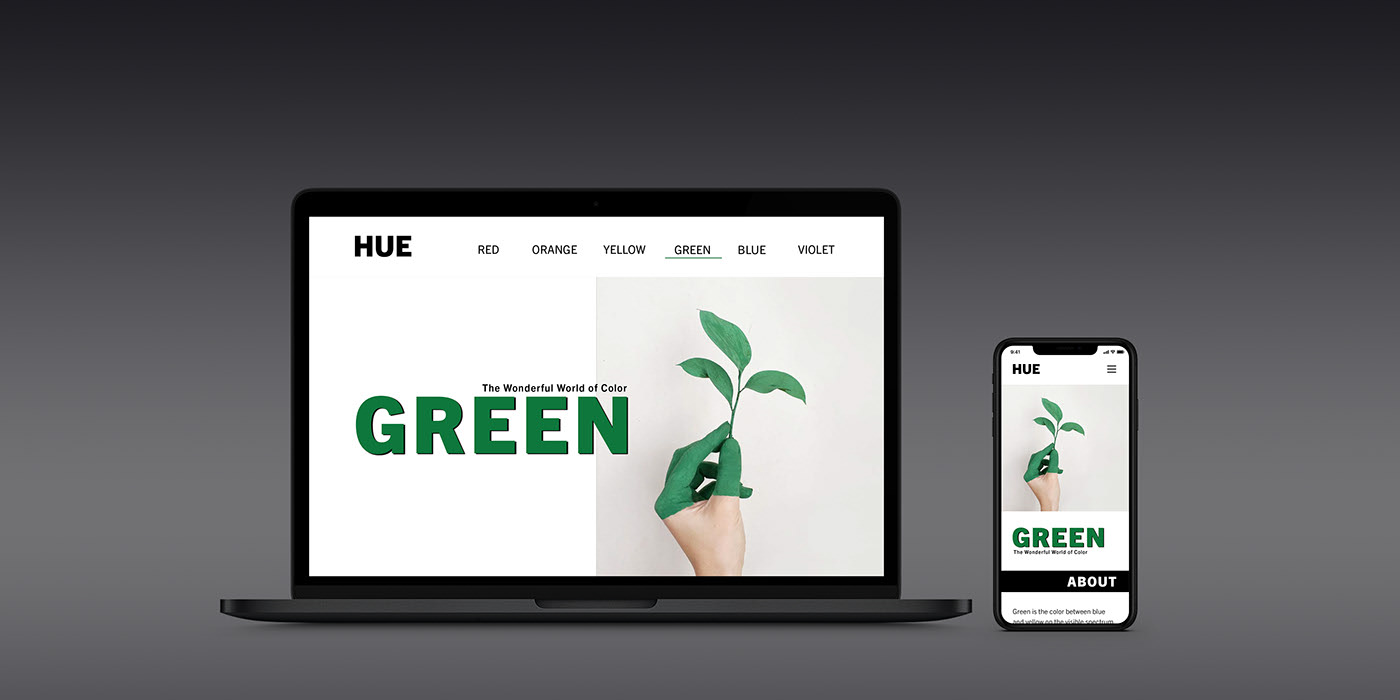 HUE
RED ORANGE YELLOW GREEN BLUE VIOLET
The Wonderful World of Color
GREEN
9:41
HUE
GREEN
The Wonderful World of Color
ABOUT
Green is the color between blue
and yellow on the visible spectrum.